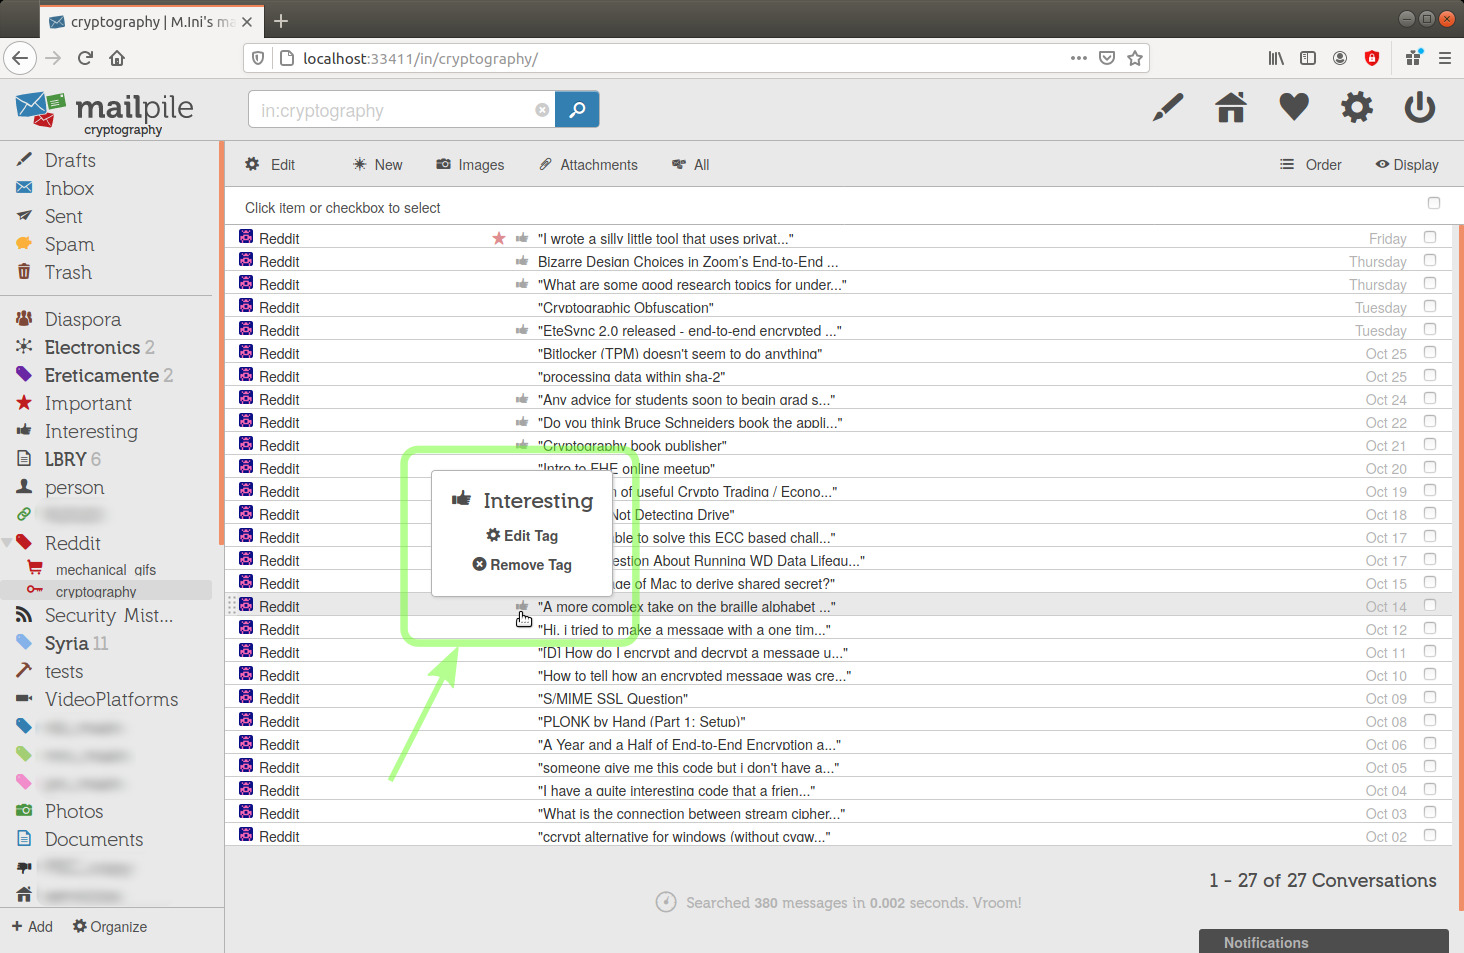 cryptography | M.Ini's ma
localhost:33411/in/cryptography/
mailpile
cryptography
in:cryptography
Drafts
Inbox
Sent
Spam
Trash
Diaspora
Electronics 2
Ereticamente 2
Important
Interesting
LBRY 6
person
Reddit
mechanical_gifs
cryptography
Security Mist...
Syria 11
tests
VideoPlatforms
Photos
Documents
+ Add Organize
Edit New Images Attachments All Order Display
Click item or checkbox to select
Reddit "I wrote a silly little tool that uses privat..." Friday
Reddit Bizarre Design Choices in Zoom's End-to-End ... Thursday
Reddit "What are some good research topics for under..." Thursday
Reddit "Cryptographic Obfuscation" Tuesday
Reddit "EteSync 2.0 released - end-to-end encrypted ..." Tuesday
Reddit "Bitlocker (TPM) doesn't seem to do anything" Oct 25
Reddit "processing data within sha-2" Oct 25
Reddit "Any advice for students soon to begin grad s..." Oct 24
Reddit "Do you think Bruce Schneiders book the appli..." Oct 22
Reddit "Cryptography book publisher" Oct 21
Reddit "Intro to FHE online meetup" Oct 20
Reddit n of useful Crypto Trading / Econo..." Oct 19
Reddit Not Detecting Drive" Oct 18
Reddit ble to solve this ECC based chall..." Oct 17
Reddit estion About Running WD Data Lifegu..." Oct 17
Reddit ge of Mac to derive shared secret?" Oct 15
Interesting
Edit Tag
Remove Tag
Reddit "A more complex take on the braille alphabet ..." Oct 14
Reddit "Hi, i tried to make a message with a one tim..." Oct 12
Reddit "[D] How do I encrypt and decrypt a message u..." Oct 11
Reddit "How to tell how an encrypted message was cre..." Oct 10
Reddit "S/MIME SSL Question" Oct 09
Reddit "PLONK by Hand (Part 1: Setup)" Oct 08
Reddit "A Year and a Half of End-to-End Encryption a..." Oct 06
Reddit "someone give me this code but i don't have a..." Oct 05
Reddit "I have a quite interesting code that a frien..." Oct 04
Reddit "What is the connection between stream cipher..." Oct 03
Reddit "ccrypt alternative for windows (without cygw..." Oct 02
1 - 27 of 27 Conversations
Searched 380 messages in 0.002 seconds. Vroom!
Notifications